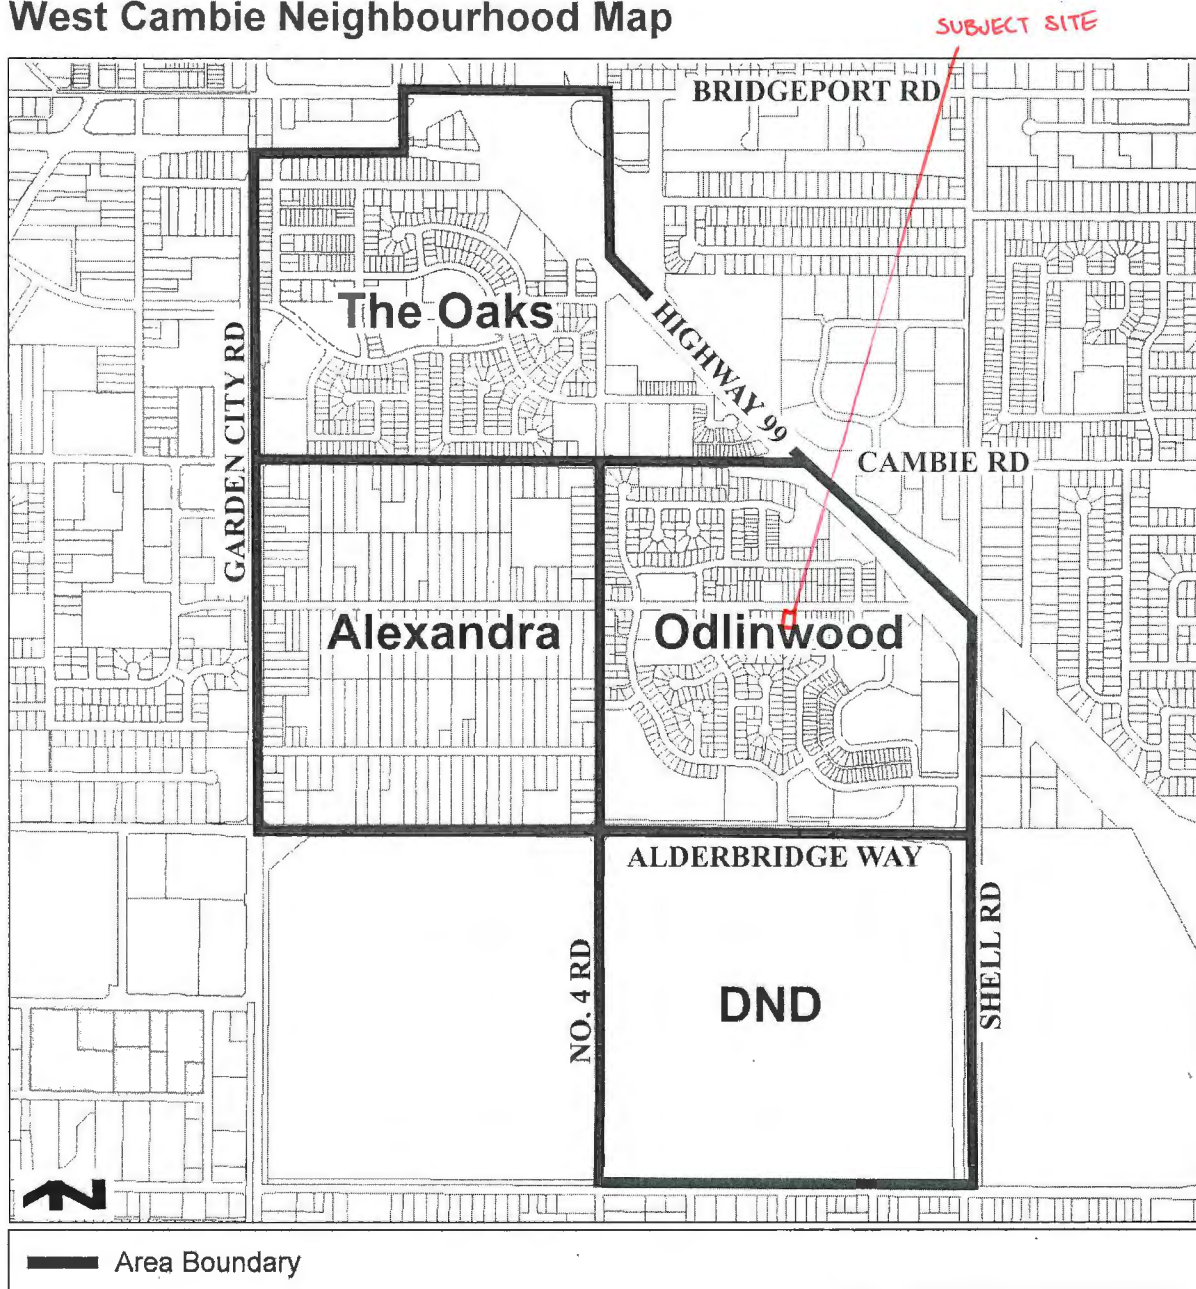 West Cambie Neighbourhood Map
SUBJECT SITE
BRIDGEPORT RD
The Oaks
HIGHWAY 99
GARDEN CITY RD
CAMBIE RD
Alexandra
Odlinwood
ALDERBRIDGE WAY
NO. 4 RD
DND
SHELL RD
N
Area Boundary